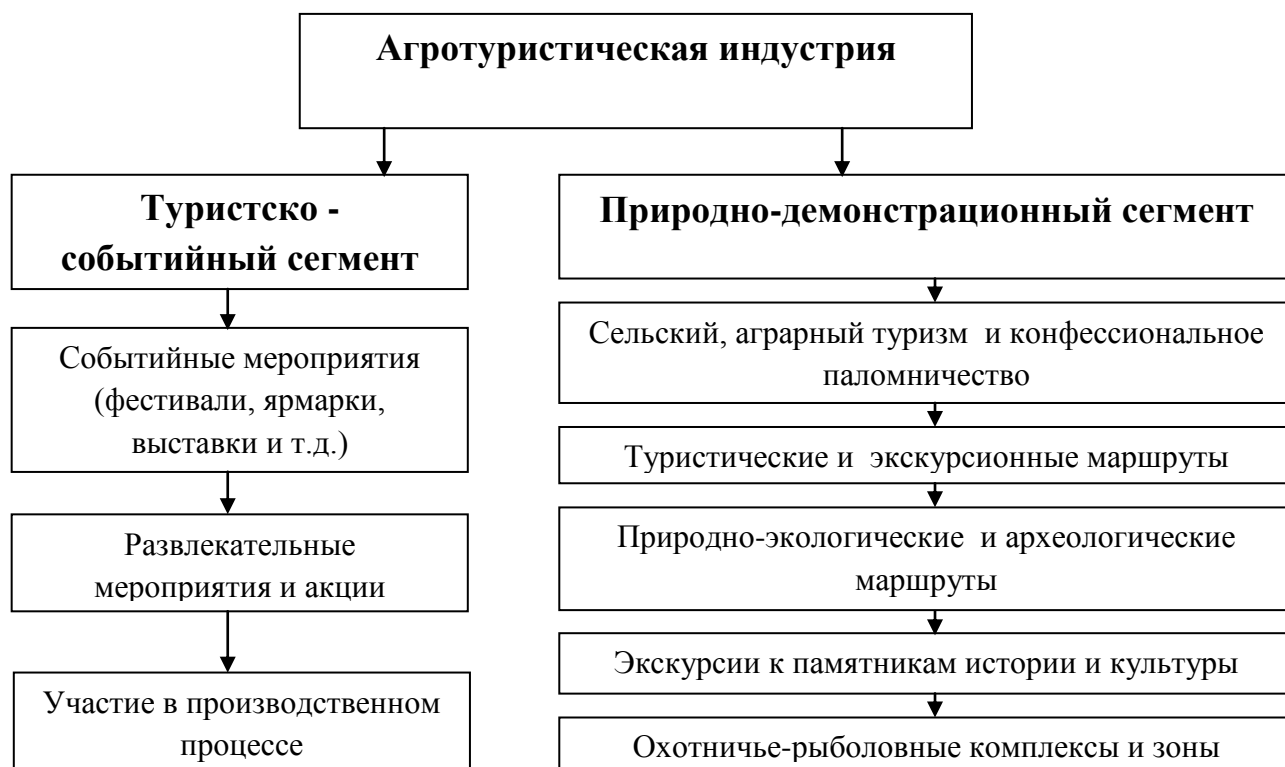 Агротуристическая индустрия
Туристско -
событийный сегмент
Событийные мероприятия
(фестивали, ярмарки,
выставки и т.д.)
Развлекательные
мероприятия и акции
Участие в производственном
процессе
Природно-демонстрационный сегмент
Сельский, аграрный туризм и конфессиональное
паломничество
Туристические и экскурсионные маршруты
Природно-экологические и археологические
маршруты
Экскурсии к памятникам истории и культуры
Охотничье-рыболовные комплексы и зоны